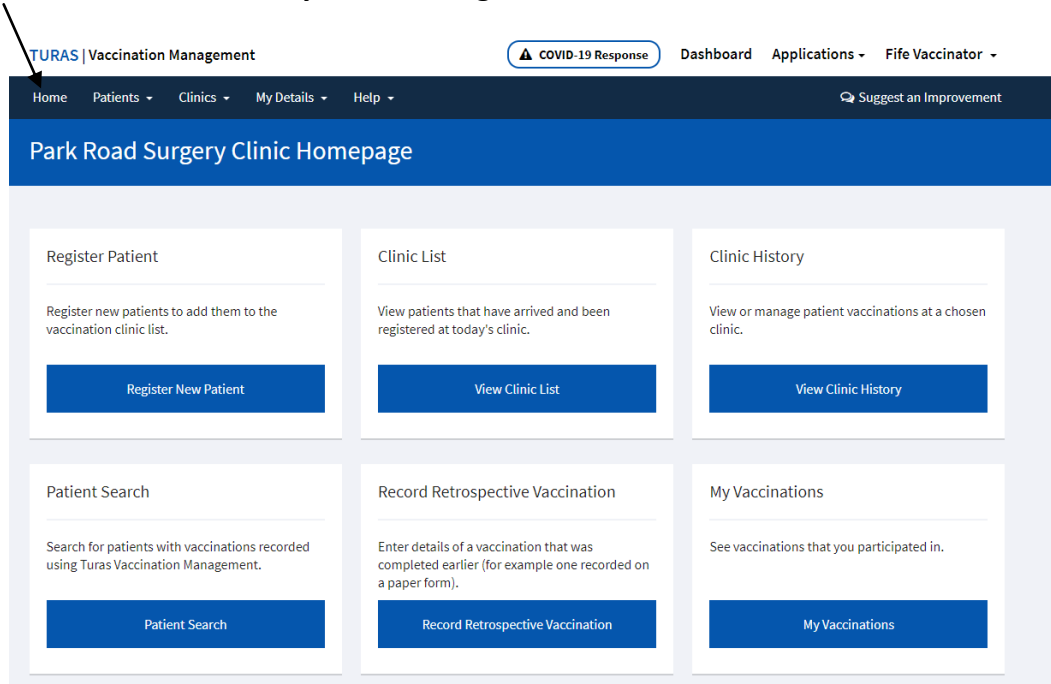 TURAS | Vaccination Management
COVID-19 Response
Dashboard
Applications
Fife Vaccinator
Home
Patients
Clinics
My Details
Help
Suggest an Improvement
Park Road Surgery Clinic Homepage
Register Patient
Register new patients to add them to the
vaccination clinic list.
Register New Patient
Clinic List
View patients that have arrived and been
registered at today's clinic.
View Clinic List
Clinic History
View or manage patient vaccinations at a chosen
clinic.
View Clinic History
Patient Search
Search for patients with vaccinations recorded
using Turas Vaccination Management.
Patient Search
Record Retrospective Vaccination
Enter details of a vaccination that was
completed earlier (for example one recorded on
a paper form).
Record Retrospective Vaccination
My Vaccinations
See vaccinations that you participated in.
My Vaccinations